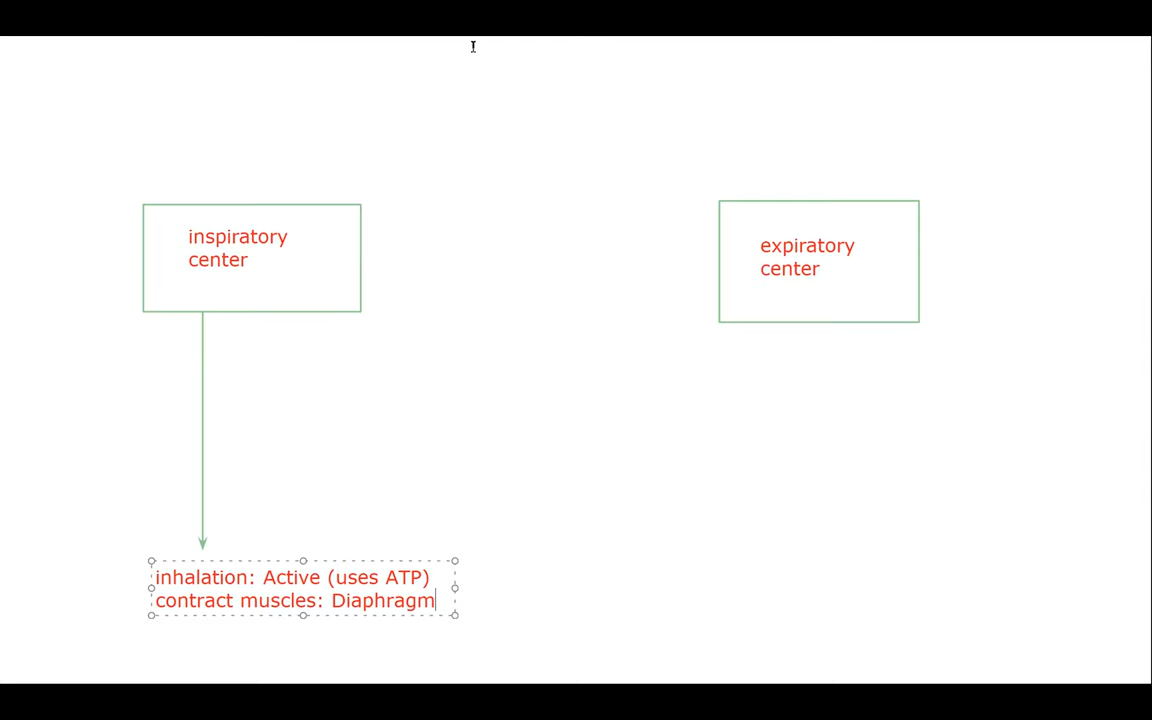 inspiratory
center
expiratory
center
inhalation: Active (uses ATP)
contract muscles: Diaphragm